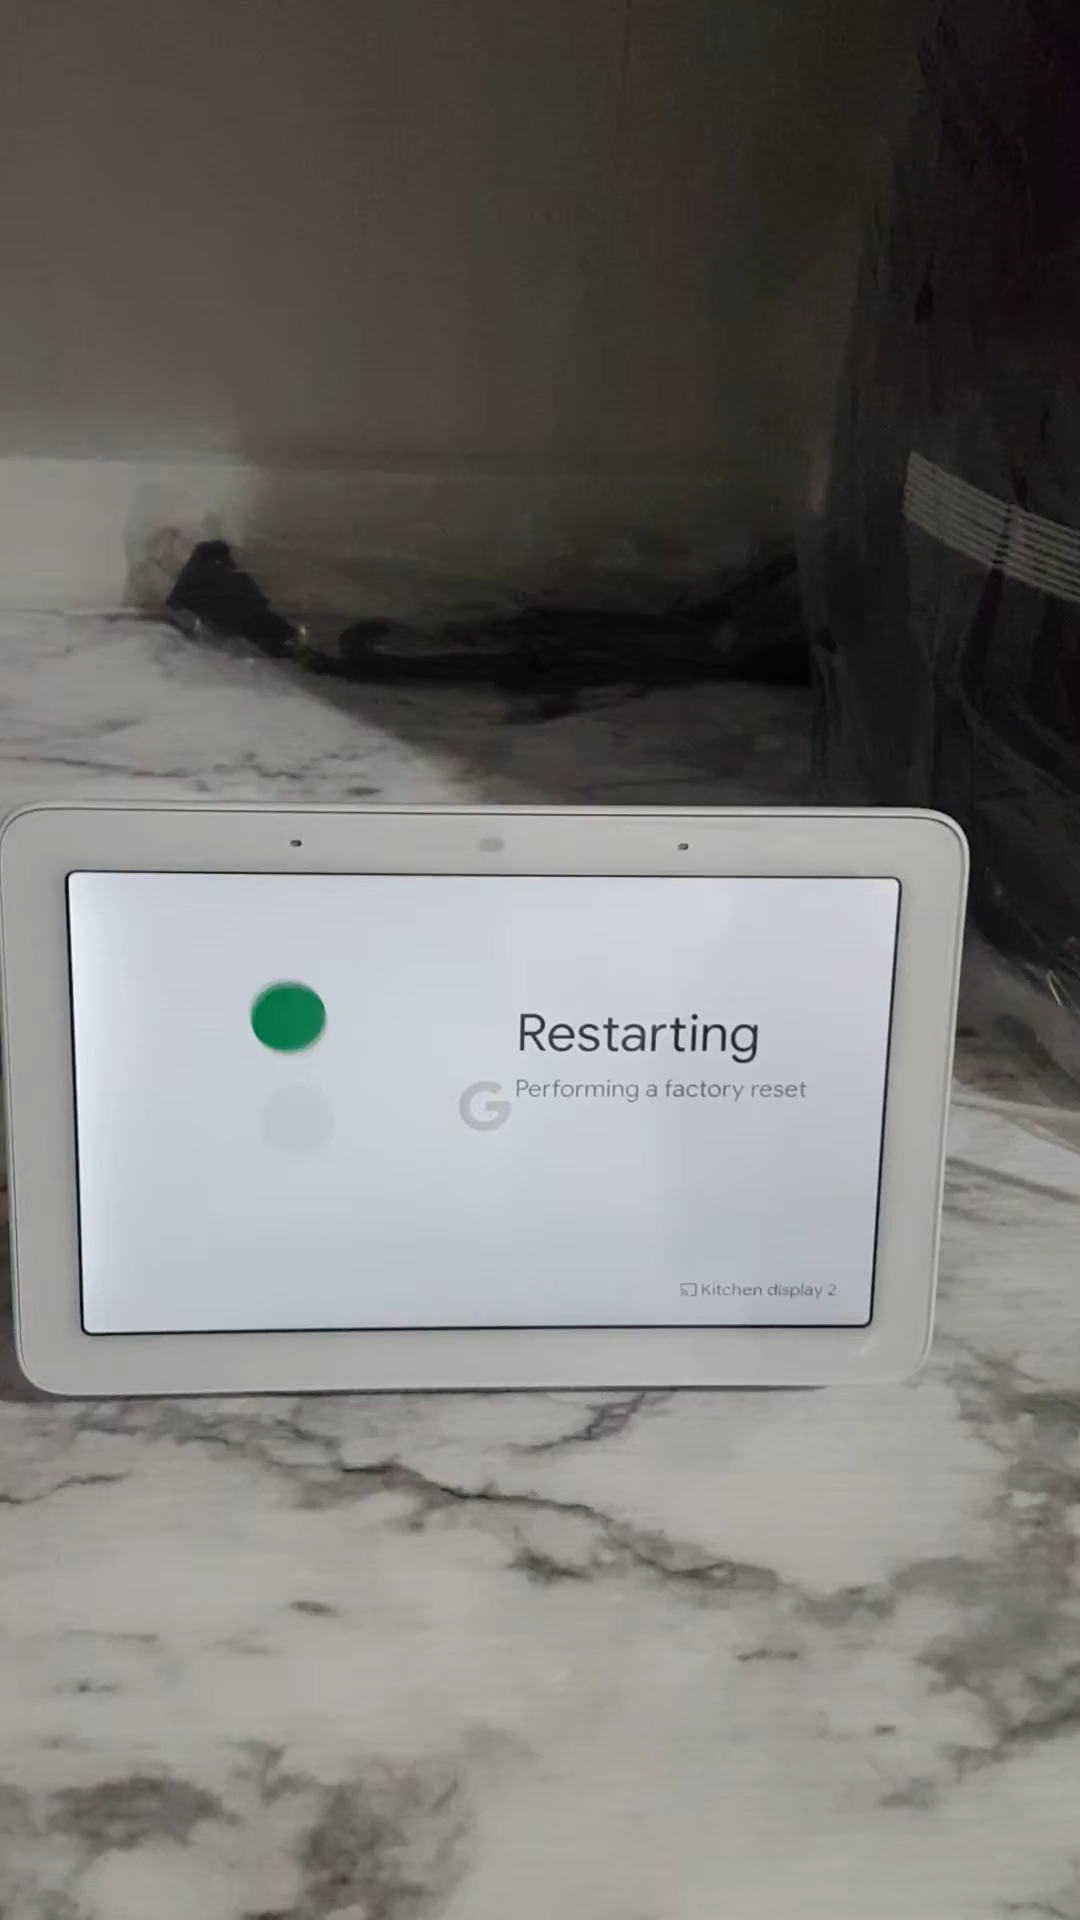 Restarting
Performing a factory reset
G
Kitchen display 2